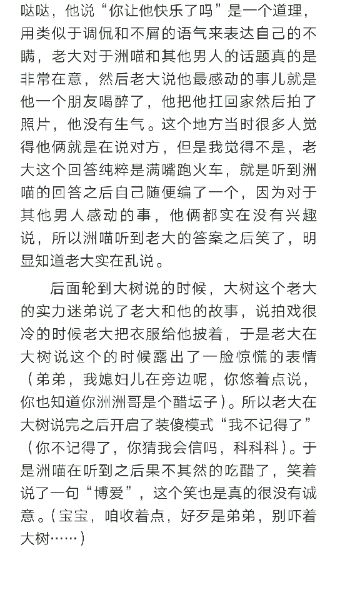 哒哒，他说“你让他快乐了吗”是一个道理，
用类似于调侃和不屑的语气来表达自己的不
瞒，老大对于洲喵和其他男人的话题真的是
非常在意，然后老大说他最感动的事儿就是
他一个朋友喝醉了，他把他扛回家然后拍了
照片，他没有生气。这个地方当时很多人觉
得他俩就是在说对方，但是我觉得不是，老
大这个回答纯粹是满嘴跑火车，就是听到洲
喵的回答之后自己随便编了一个，因为对于
其他男人感动的事，他俩都实在没有兴趣
说，所以洲喵听到老大的答案之后笑了，明
显知道老大实在乱说。
后面轮到大树说的时候，大树这个老大
的实力迷弟说了老大和他的故事，说拍戏很
冷的时候老大把衣服给他披着，于是老大在
大树说这个的时候露出了一脸惊慌的表情
（弟弟，我媳妇儿在旁边呢，你悠着点说，
你也知道你洲洲哥是个醋坛子）。所以老大在
大树说完之后开启了装傻模式“我不记得了”
（你不记得了，你猜我会信吗，科科科）。于
是洲喵在听到之后果不其然的吃醋了，笑着
说了一句“博爱”，这个笑也是真的很没有诚
意。（宝宝，咱收着点，好歹是弟弟，别吓着
大树……）